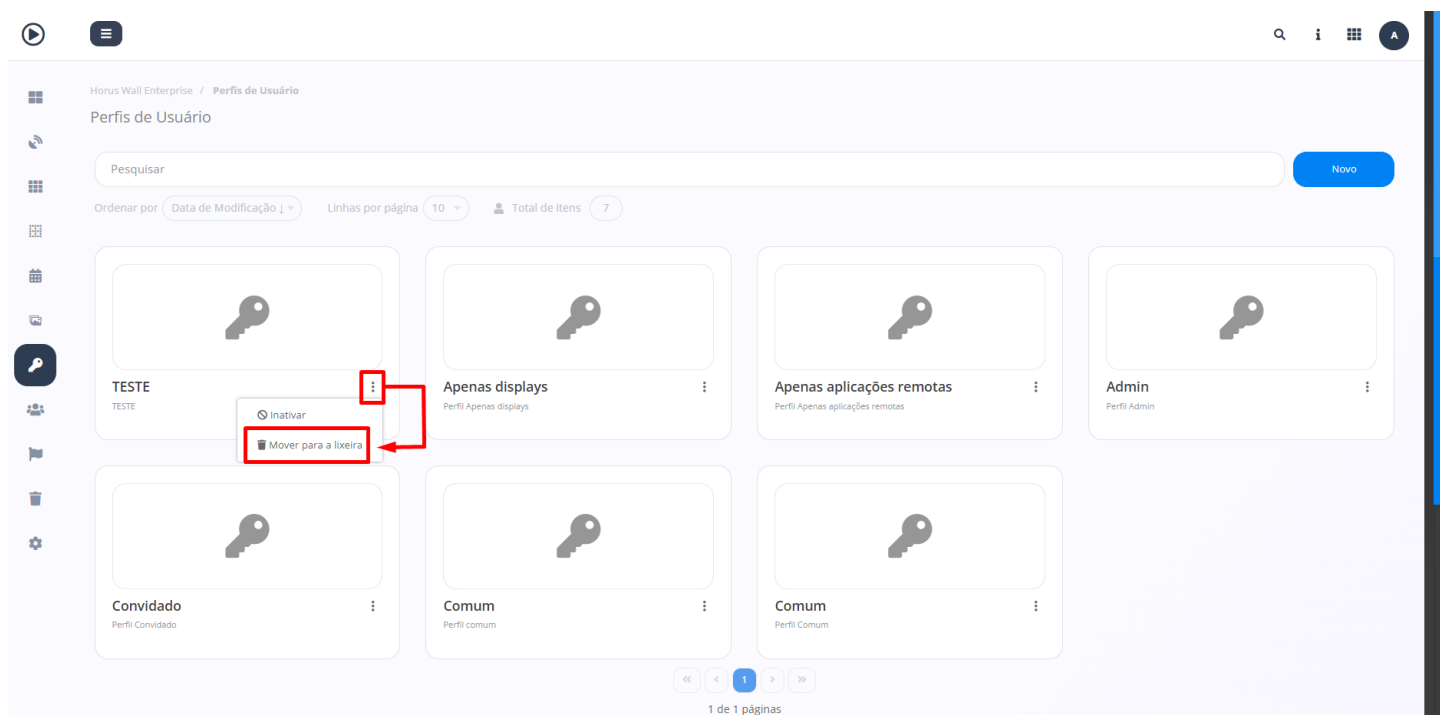 A
Horus Wall Enterprise / Perfis de Usuário
Perfis de Usuário
Pesquisar
Novo
Ordenar por Data de Modificação ↓ Linhas por página 10 Total de itens 7
TESTE
TESTE
Inativar
Mover para a lixeira
Apenas displays
Perfil Apenas displays
Apenas aplicações remotas
Perfil Apenas aplicações remotas
Admin
Perfil Admin
Convidado
Perfil Convidado
Comum
Perfil comum
Comum
Perfil Comum
« < 1 > »
1 de 1 páginas